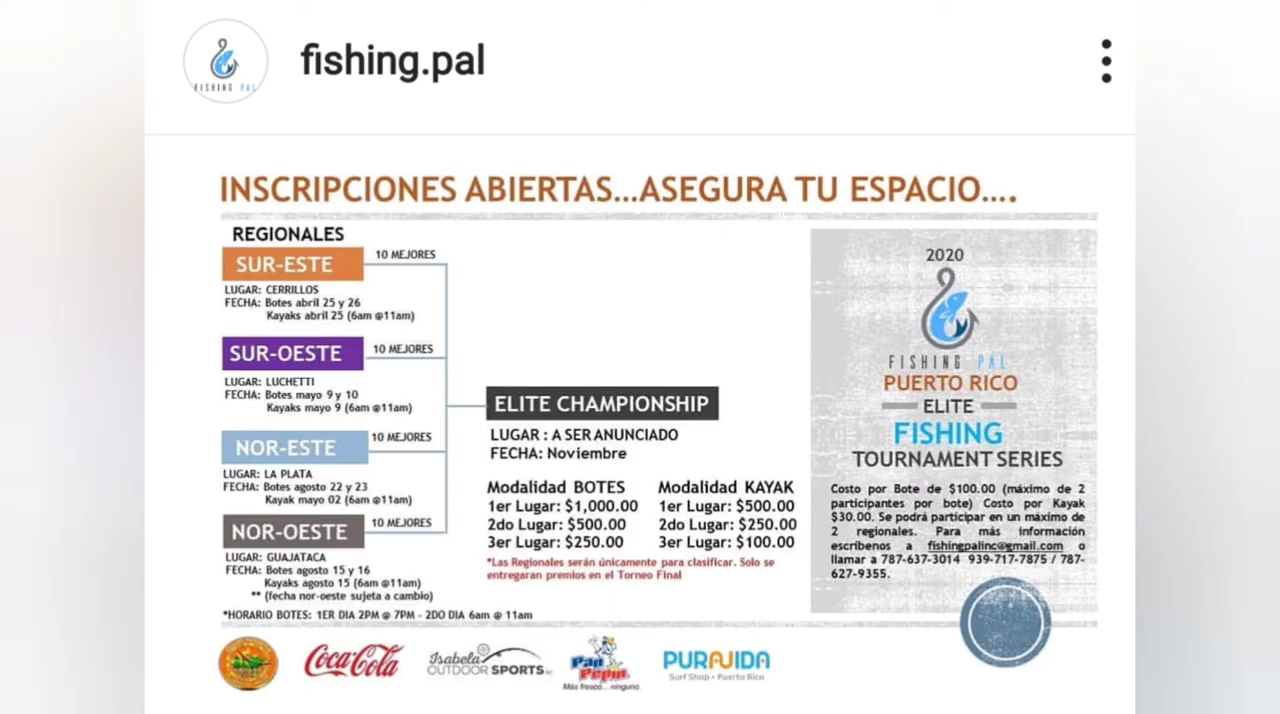 FISHING PAL
fishing.pal
INSCRIPCIONES ABIERTAS...ASEGURA TU ESPACIO....
REGIONALES
SUR-ESTE
10 MEJORES
LUGAR: CERRILLOS
FECHA: Botes abril 25 y 26
Kayaks abril 25 (6am @11am)
SUR-OESTE
10 MEJORES
LUGAR: LUCHETTI
FECHA: Botes mayo 9 y 10
Kayaks mayo 9 (6am @11am)
NOR-ESTE
10 MEJORES
LUGAR: LA PLATA
FECHA: Botes agosto 22 y 23
Kayak mayo 02 (6am @11am)
NOR-OESTE
10 MEJORES
LUGAR: GUAJATACA
FECHA: Botes agosto 15 y 16
Kayaks agosto 15 (6am @11am)
** (fecha nor-oeste sujeta a cambio)
*HORARIO BOTES: 1ER DIA 2PM @ 7PM - 2DO DIA 6am @ 11am
ELITE CHAMPIONSHIP
LUGAR : A SER ANUNCIADO
FECHA: Noviembre
Modalidad BOTES
1er Lugar: $1,000.00
2do Lugar: $500.00
3er Lugar: $250.00
Modalidad KAYAK
1er Lugar: $500.00
2do Lugar: $250.00
3er Lugar: $100.00
*Las Regionales serán únicamente para clasificar. Solo se
entregaran premios en el Torneo Final
2020
FISHING PAL
PUERTO RICO
ELITE
FISHING
TOURNAMENT SERIES
Costo por Bote de $100.00 (máximo de 2
participantes por bote) Costo por Kayak
$30.00. Se podrá participar en un máximo de
2 regionales. Para más información
escríbenos a fishingpalinc@gmail.com o
llamar a 787-637-3014 939-717-7875 / 787-
627-9355.
Coca-Cola
Isabela
OUTDOOR SPORTS
Pan Pepin
Más fresco... ninguno
PURA VIDA
Surf Shop • Puerto Rico